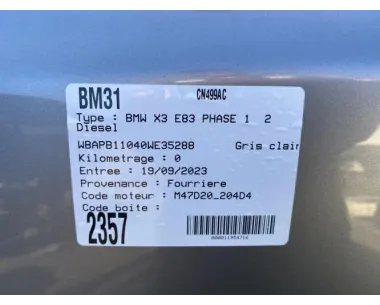 BM31 CN499AC
Type : BMW X3 E83 PHASE 1 2
Diesel
WBAPB11040WE35288 Gris clair
Kilometrage : 0
Entree : 19/09/2023
Provenance : Fourriere
Code moteur : M47D20_204D4
Code boite :
2357